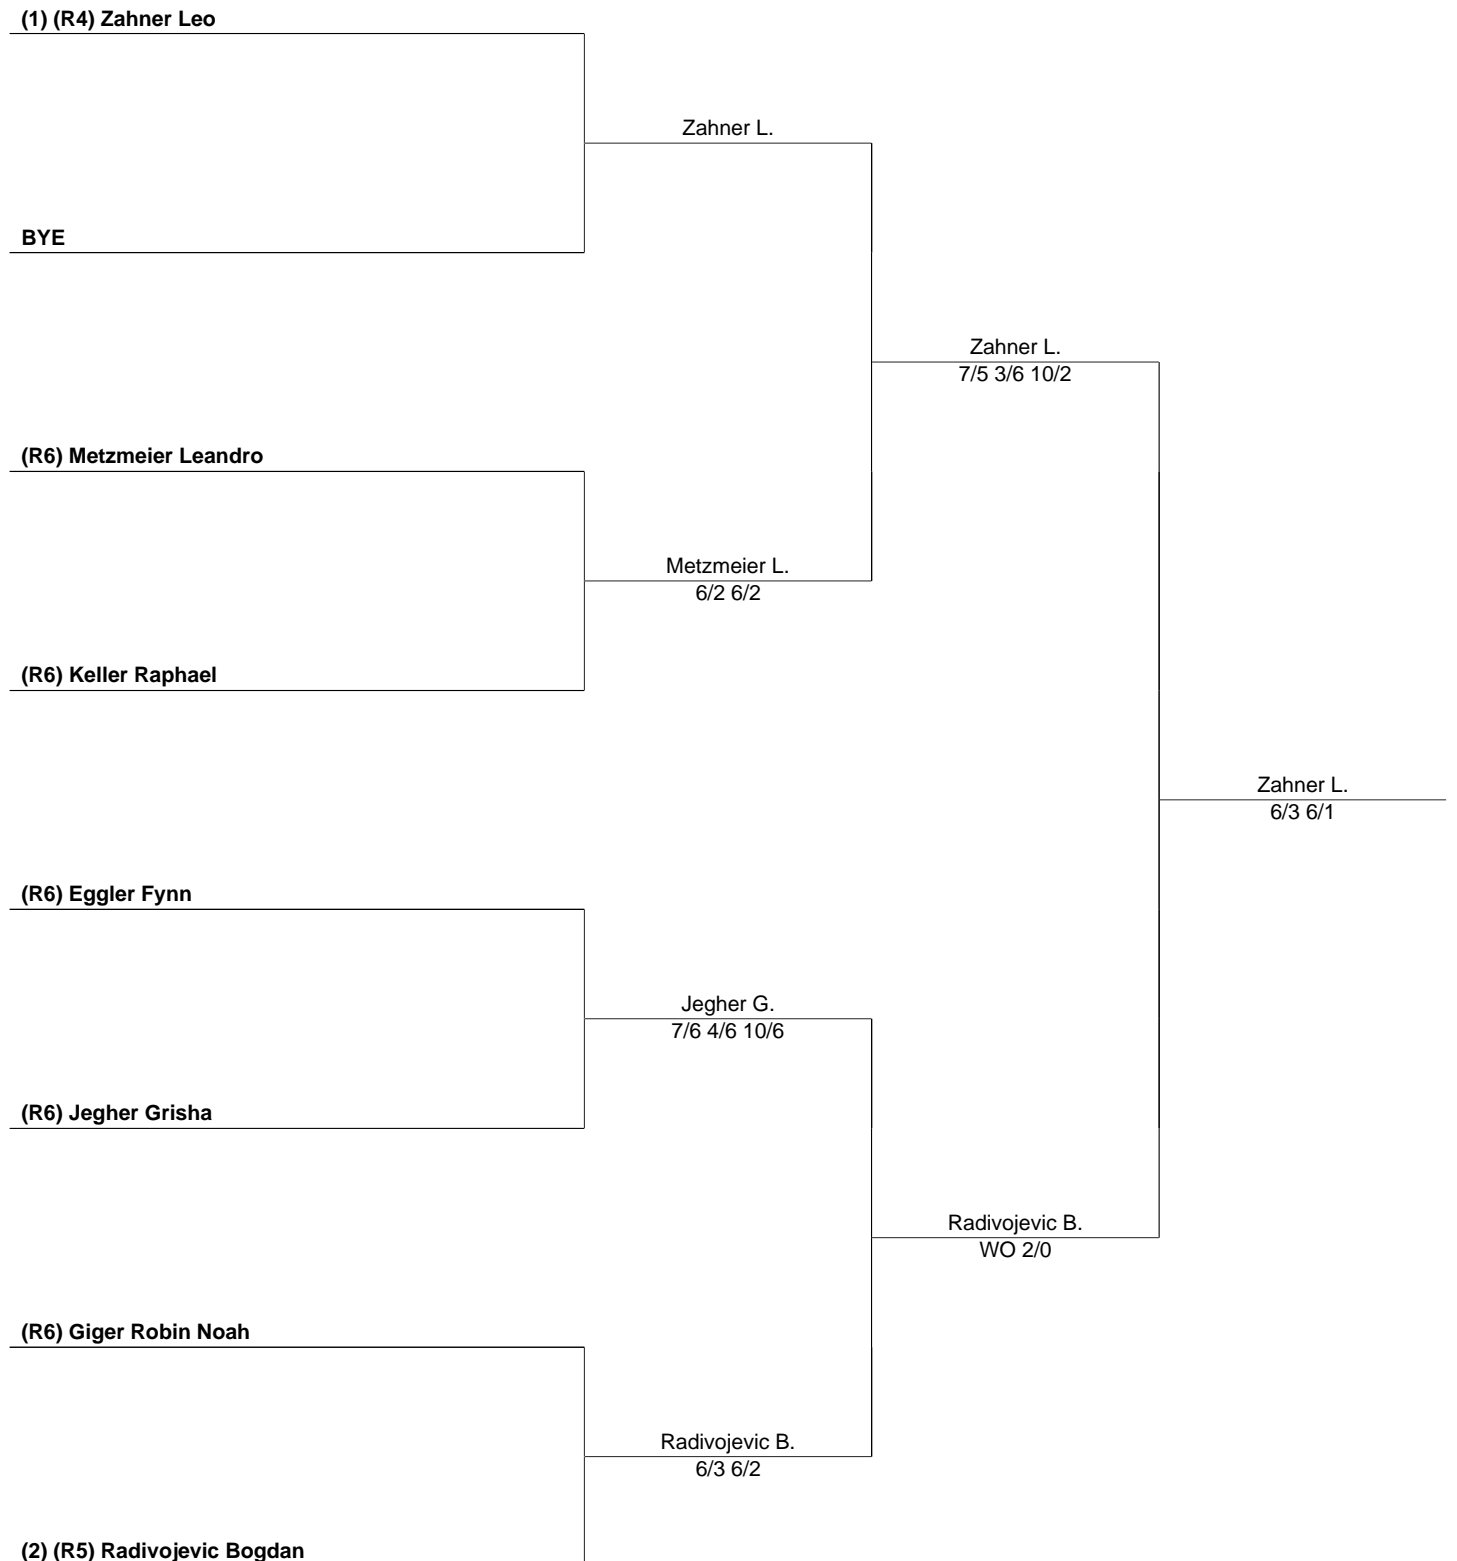 (1) (R4) Zahner Leo
Zahner L.
BYE
Zahner L.
7/5 3/6 10/2
(R6) Metzmeier Leandro
Metzmeier L.
6/2 6/2
(R6) Keller Raphael
Zahner L.
6/3 6/1
(R6) Eggler Fynn
Jegher G.
7/6 4/6 10/6
(R6) Jegher Grisha
Radivojevic B.
WO 2/0
(R6) Giger Robin Noah
Radivojevic B.
6/3 6/2
(2) (R5) Radivojevic Bogdan